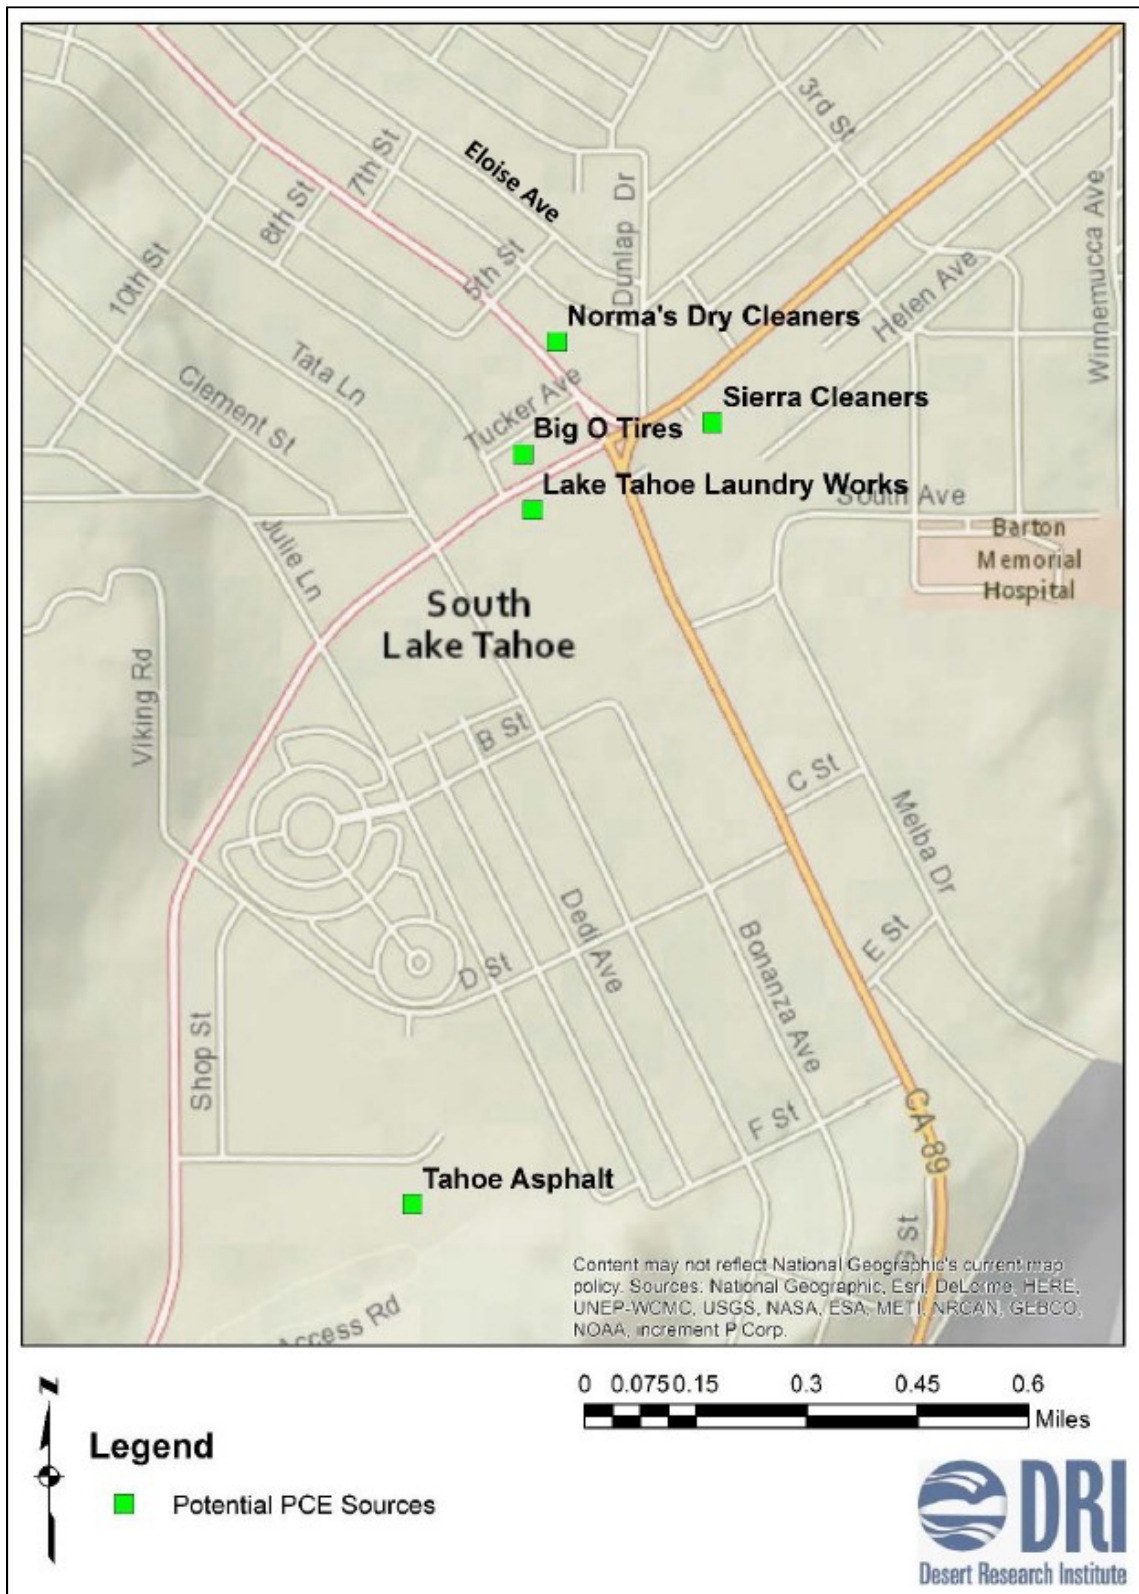 3rd St
7th St
Eloise Ave
8th St
Dunlap Dr
Winnemucca Ave
10th St
5th St
Helen Ave
Norma's Dry Cleaners
Tata Ln
Clement St
Tucker Ave
Sierra Cleaners
Big O Tires
Lake Tahoe Laundry Works
South Ave
Julie Ln
Barton
Memorial
Hospital
South
Lake Tahoe
Viking Rd
B St
C St
Melba Dr
Dedi Ave
Bonanza Ave
E St
D St
Shop St
F St
CA-89
Tahoe Asphalt
G St
Access Rd
Content may not reflect National Geographic's current map
policy. Sources: National Geographic, Esri, DeLorme, HERE,
UNEP-WCMC, USGS, NASA, ESA, METI, NRCAN, GEBCO,
NOAA, increment P Corp.
N
0 0.075 0.15 0.3 0.45 0.6
Miles
Legend
Potential PCE Sources
DRI
Desert Research Institute